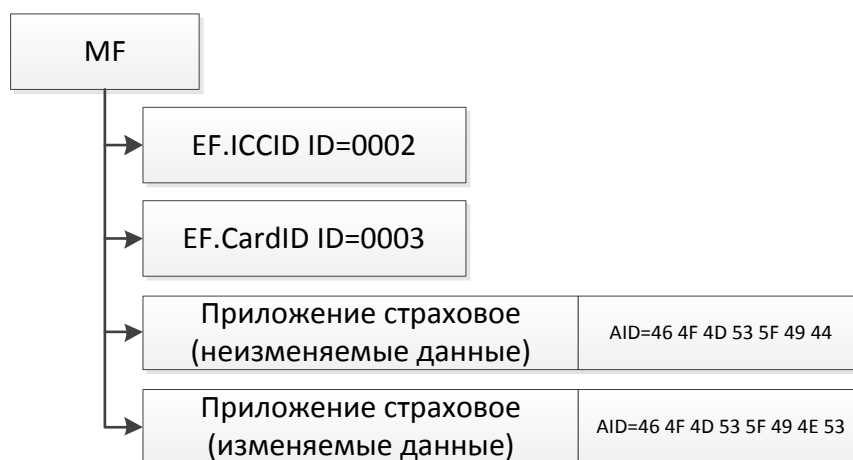 MF
EF.ICCID ID=0002
EF.CardID ID=0003
Приложение страховое
(неизменяемые данные)
AID=46 4F 4D 53 5F 49 44
Приложение страховое
(изменяемые данные)
AID=46 4F 4D 53 5F 49 4E 53